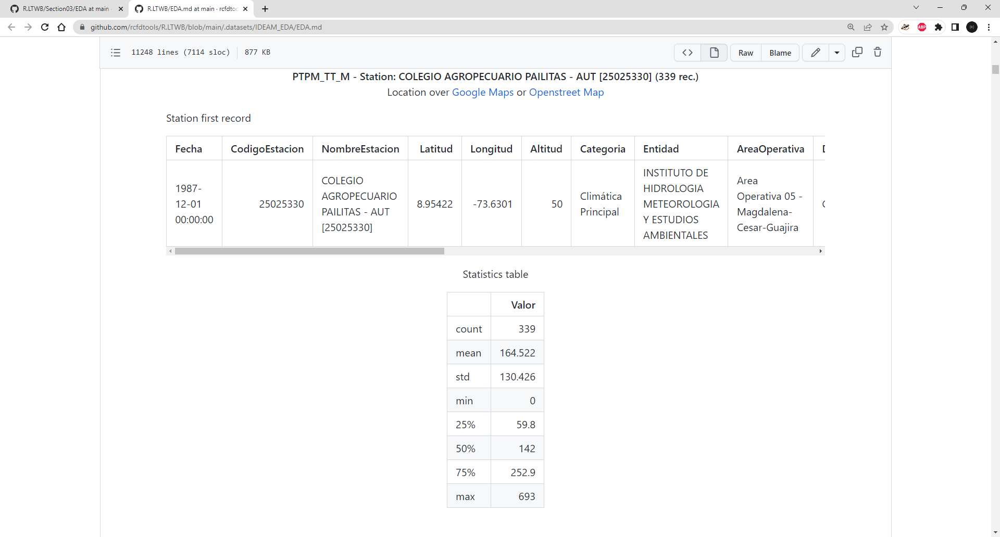 R.LTWB/Section03/EDA at main ·
R.LTWB/EDA.md at main · rcfdtoo
github.com/rcfdtools/R.LTWB/blob/main/.datasets/IDEAM_EDA/EDA.md
ABP
11248 lines (7114 sloc) 877 KB
Raw Blame
PTPM_TT_M - Station: COLEGIO AGROPECUARIO PAILITAS - AUT [25025330] (339 rec.)
Location over Google Maps or Openstreet Map
Station first record
Fecha CodigoEstacion NombreEstacion Latitud Longitud Altitud Categoria Entidad AreaOperativa
1987-
12-01
00:00:00
25025330
COLEGIO
AGROPECUARIO
PAILITAS - AUT
[25025330]
8.95422
-73.6301
50
Climática
Principal
INSTITUTO DE
HIDROLOGIA
METEOROLOGIA
Y ESTUDIOS
AMBIENTALES
Area
Operativa 05 -
Magdalena-
Cesar-Guajira
Statistics table
Valor
count 339
mean 164.522
std 130.426
min 0
25% 59.8
50% 142
75% 252.9
max 693